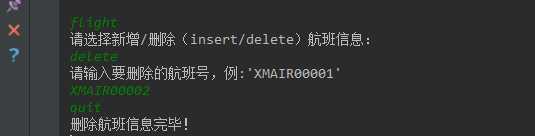 flight
请选择新增/删除（insert/delete）航班信息：
delete
请输入要删除的航班号，例:'XMAIR00001'
XMAIR00002
quit
删除航班信息完毕!